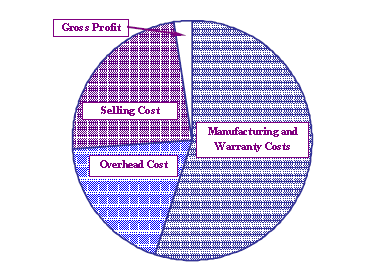 Gross Profit
Selling Cost
Manufacturing and
Warranty Costs
Overhead Cost